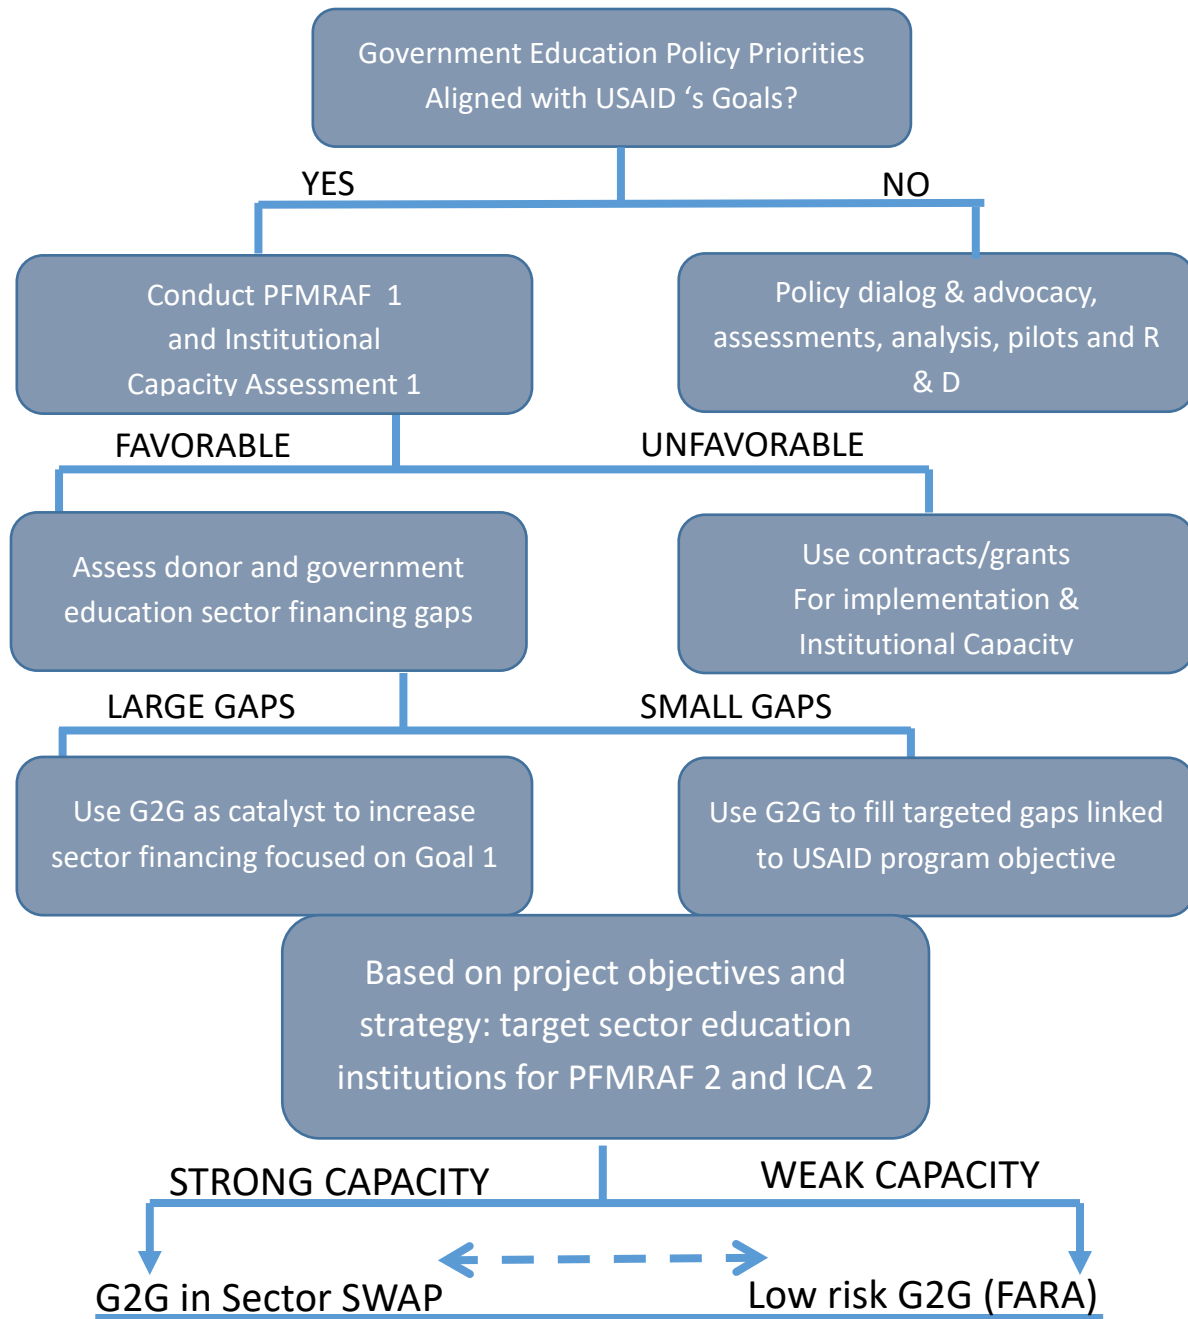 Government Education Policy Priorities
Aligned with USAID ‘s Goals?
YES
NO
Conduct PFMRAF 1
and Institutional
Capacity Assessment 1
Policy dialog & advocacy,
assessments, analysis, pilots and R
& D
FAVORABLE
UNFAVORABLE
Assess donor and government
education sector financing gaps
Use contracts/grants
For implementation &
Institutional Capacity
LARGE GAPS
SMALL GAPS
Use G2G as catalyst to increase
sector financing focused on Goal 1
Use G2G to fill targeted gaps linked
to USAID program objective
Based on project objectives and
strategy: target sector education
institutions for PFMRAF 2 and ICA 2
STRONG CAPACITY
WEAK CAPACITY
G2G in Sector SWAP
Low risk G2G (FARA)